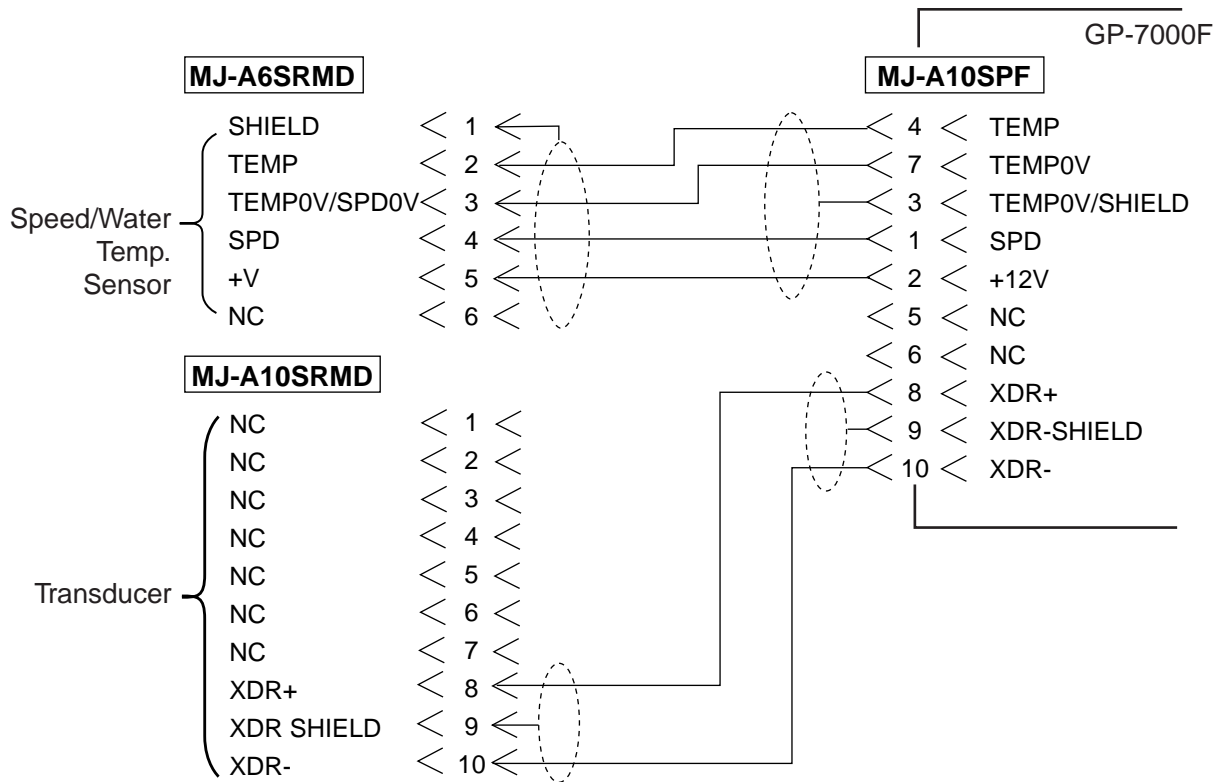 GP-7000F
MJ-A6SRMD
SHIELD 1
TEMP 2
TEMP0V/SPD0V 3
SPD 4
+V 5
NC 6
Speed/Water
Temp.
Sensor
MJ-A10SRMD
NC 1
NC 2
NC 3
NC 4
NC 5
NC 6
NC 7
XDR+ 8
XDR SHIELD 9
XDR- 10
Transducer
MJ-A10SPF
4 TEMP
7 TEMP0V
3 TEMP0V/SHIELD
1 SPD
2 +12V
5 NC
6 NC
8 XDR+
9 XDR-SHIELD
10 XDR-